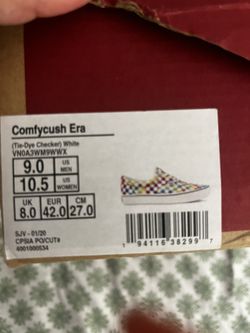 Comfycush Era
(Tie-Dye Checker) White
VN0A3WM9WWX
9.0 US MEN
10.5 US WOMEN
UK EUR CM
8.0 42.0 27.0
SJV - 01/20
CPSIA PO/CUT#
4001000534
1 94116 38299 7